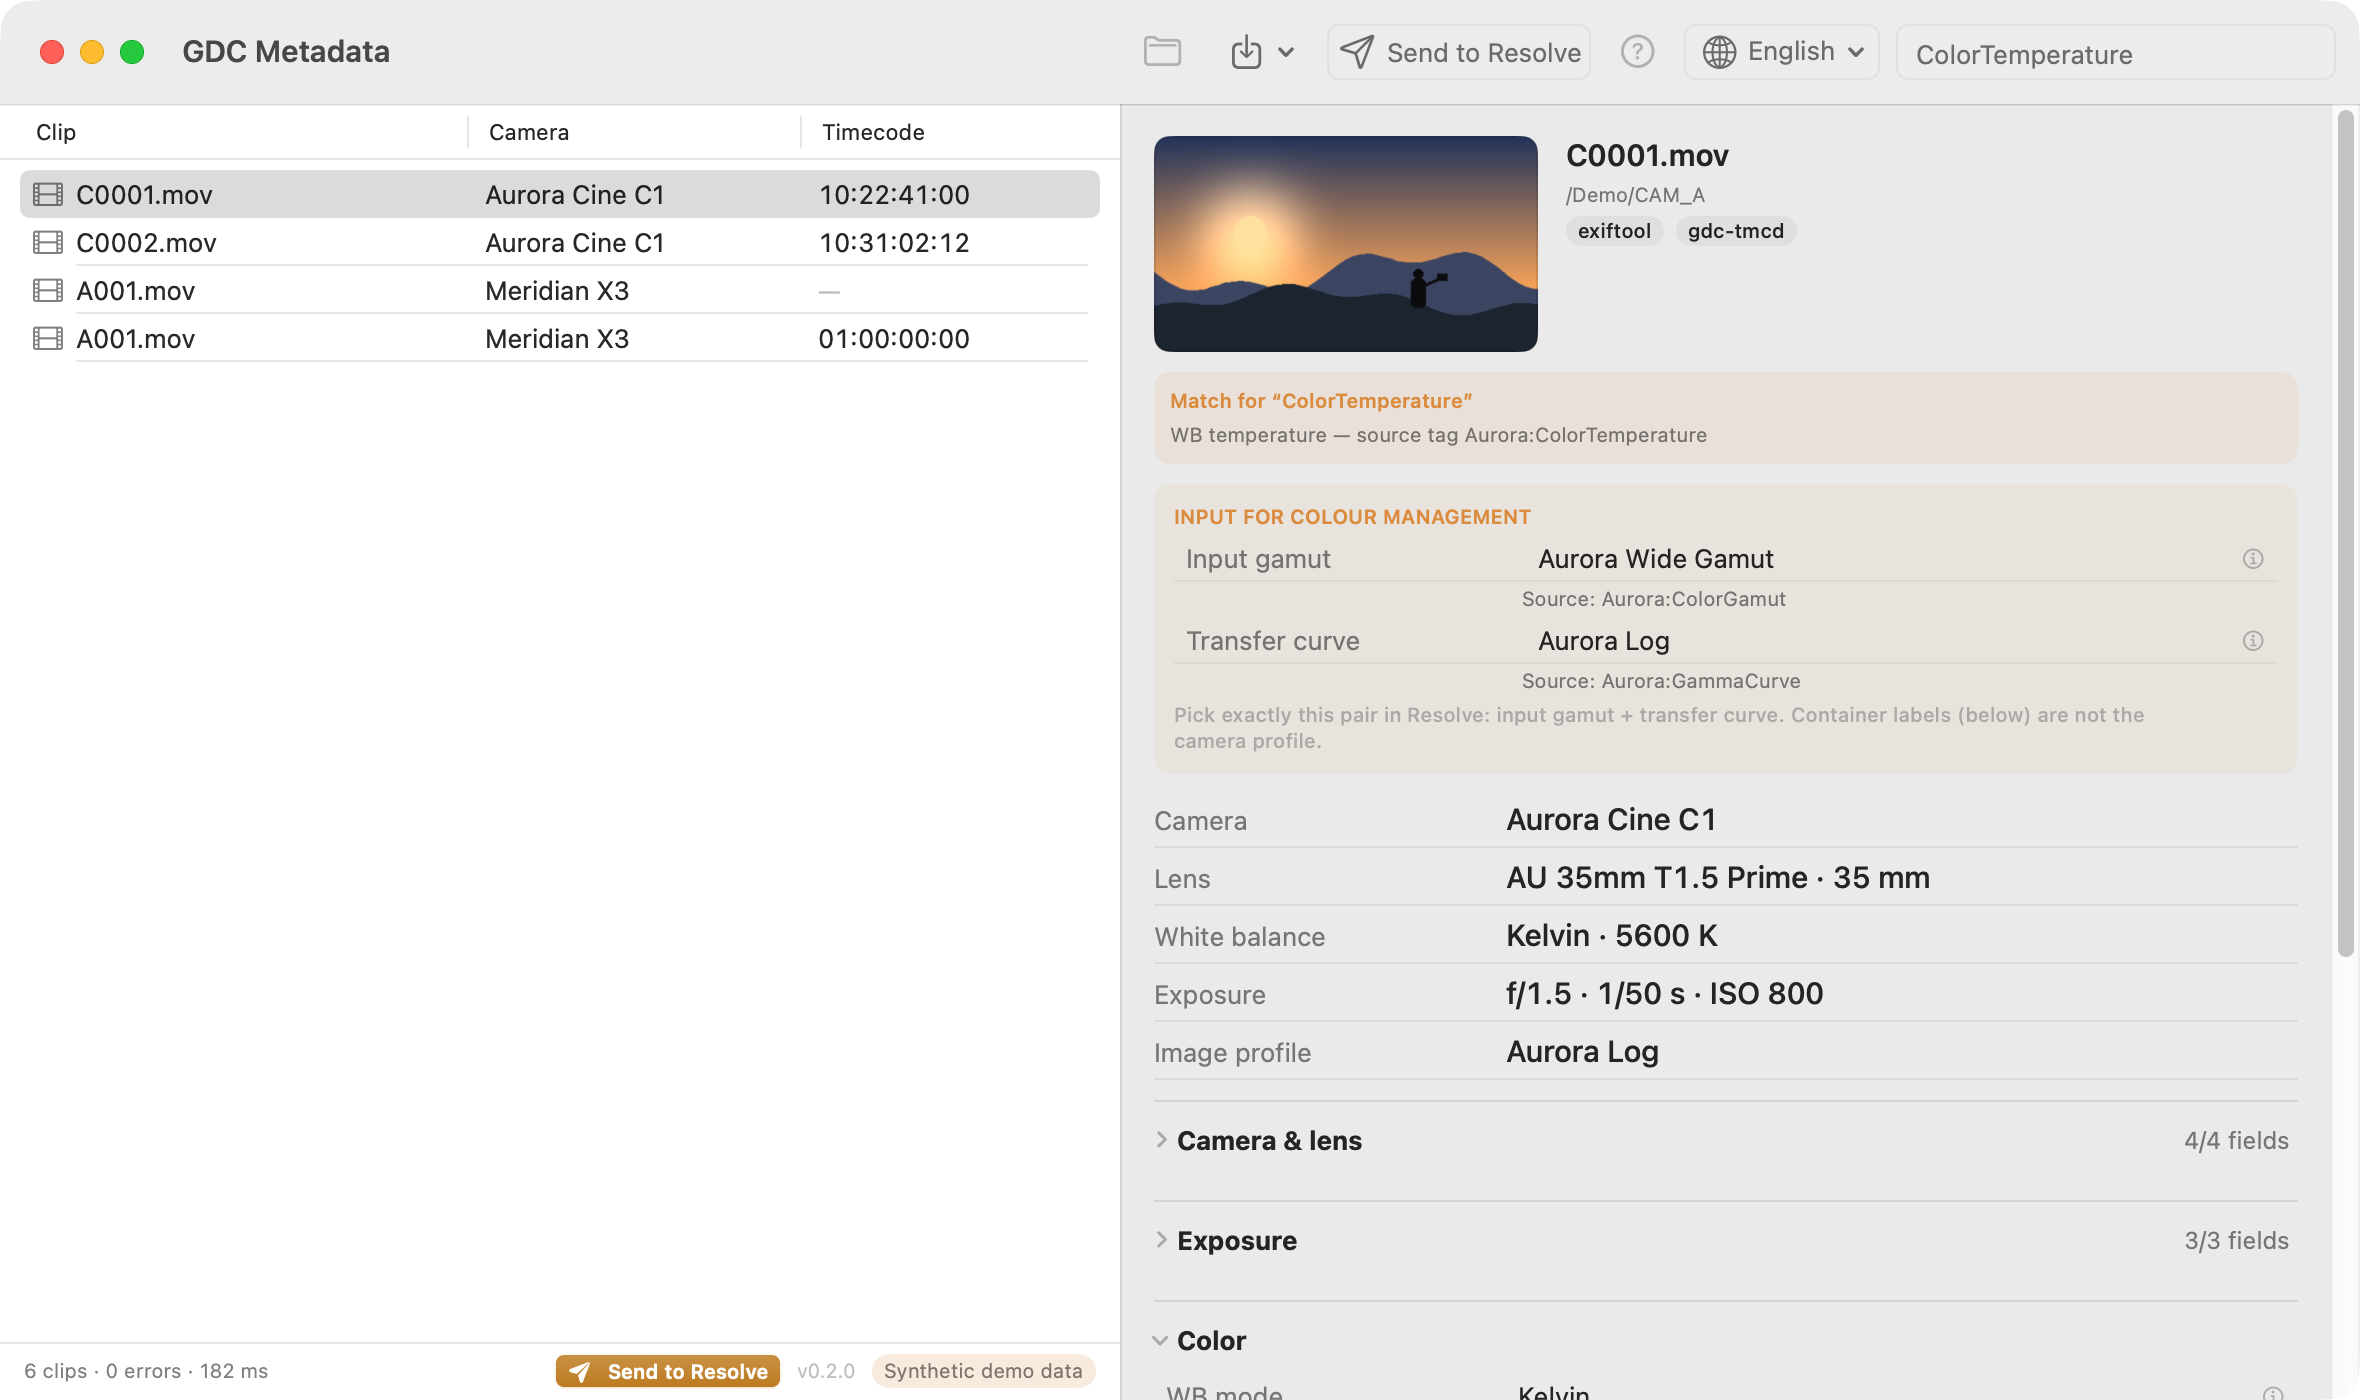 GDC Metadata
Send to Resolve
?
English
ColorTemperature
Clip
Camera
Timecode
C0001.mov
Aurora Cine C1
10:22:41:00
C0002.mov
Aurora Cine C1
10:31:02:12
A001.mov
Meridian X3
—
A001.mov
Meridian X3
01:00:00:00
6 clips · 0 errors · 182 ms
Send to Resolve
v0.2.0
Synthetic demo data
C0001.mov
/Demo/CAM_A
exiftool
gdc-tmcd
Match for “ColorTemperature”
WB temperature — source tag Aurora:ColorTemperature
INPUT FOR COLOUR MANAGEMENT
Input gamut
Aurora Wide Gamut
Source: Aurora:ColorGamut
Transfer curve
Aurora Log
Source: Aurora:GammaCurve
Pick exactly this pair in Resolve: input gamut + transfer curve. Container labels (below) are not the
camera profile.
Camera
Aurora Cine C1
Lens
AU 35mm T1.5 Prime · 35 mm
White balance
Kelvin · 5600 K
Exposure
f/1.5 · 1/50 s · ISO 800
Image profile
Aurora Log
Camera & lens
4/4 fields
Exposure
3/3 fields
Color
WB mode
Kelvin